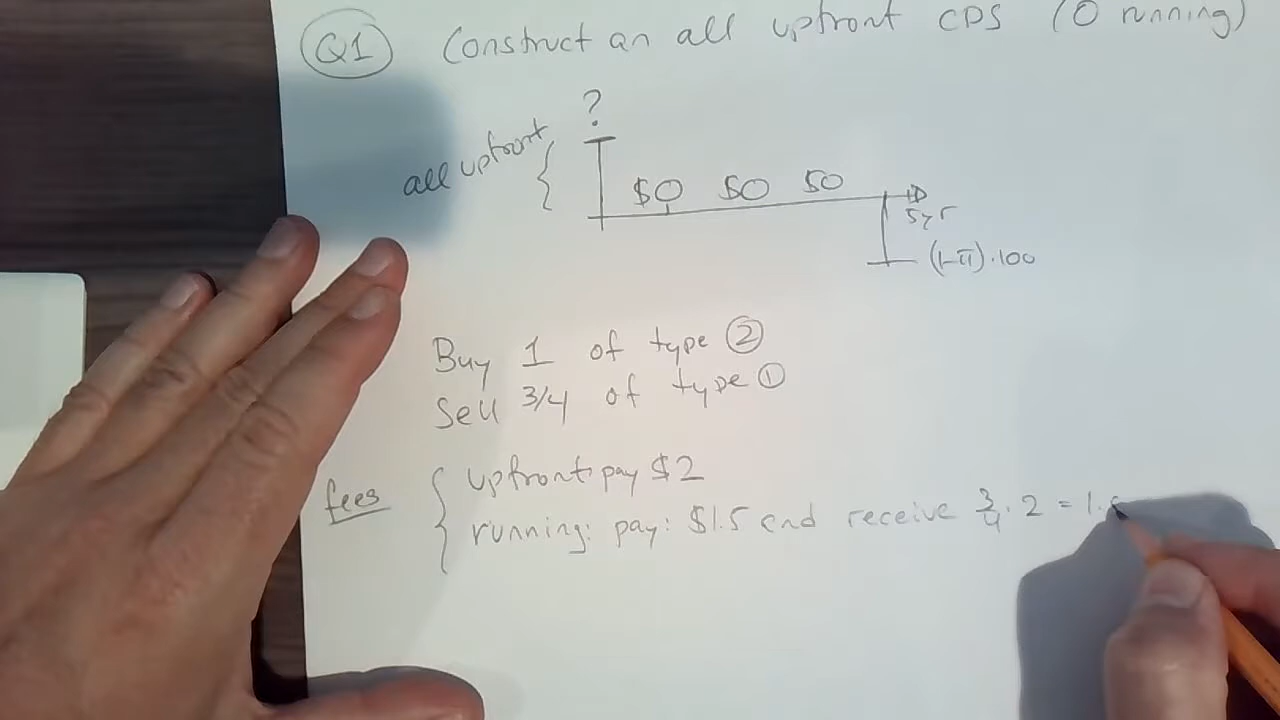 Q1 Construct an all upfront CDS (0 running)
?
all upfront { $0 $0 $0
5yr
(1-π).100
Buy 1 of type ②
Sell 3/4 of type ①
fees { upfront: pay $2
running: pay: $1.5 and receive 3/4 . 2 = 1.5